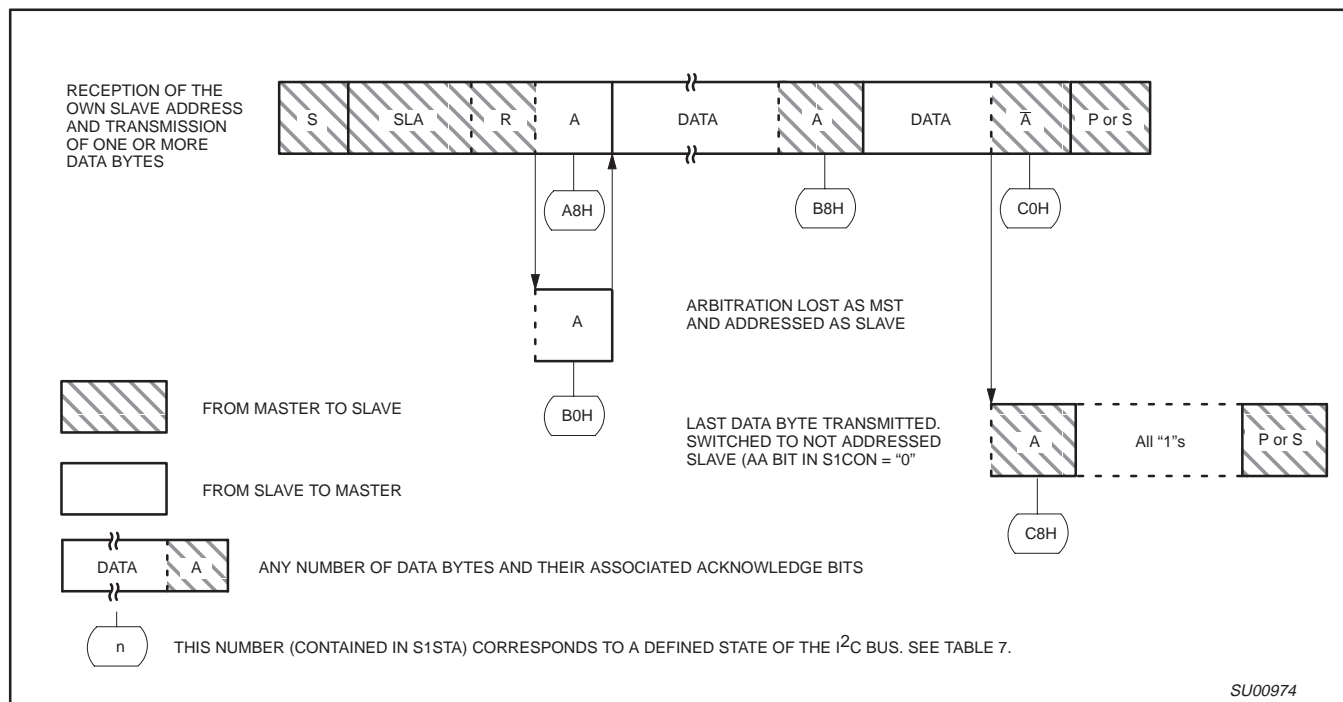 RECEPTION OF THE
OWN SLAVE ADDRESS
AND TRANSMISSION
OF ONE OR MORE
DATA BYTES
S SLA R A DATA A DATA A̅ P or S
A8H B8H C0H
A
ARBITRATION LOST AS MST
AND ADDRESSED AS SLAVE
B0H
FROM MASTER TO SLAVE
LAST DATA BYTE TRANSMITTED.
SWITCHED TO NOT ADDRESSED
SLAVE (AA BIT IN S1CON = “0”
A All “1”s P or S
C8H
FROM SLAVE TO MASTER
DATA A ANY NUMBER OF DATA BYTES AND THEIR ASSOCIATED ACKNOWLEDGE BITS
n THIS NUMBER (CONTAINED IN S1STA) CORRESPONDS TO A DEFINED STATE OF THE I²C BUS. SEE TABLE 7.
SU00974